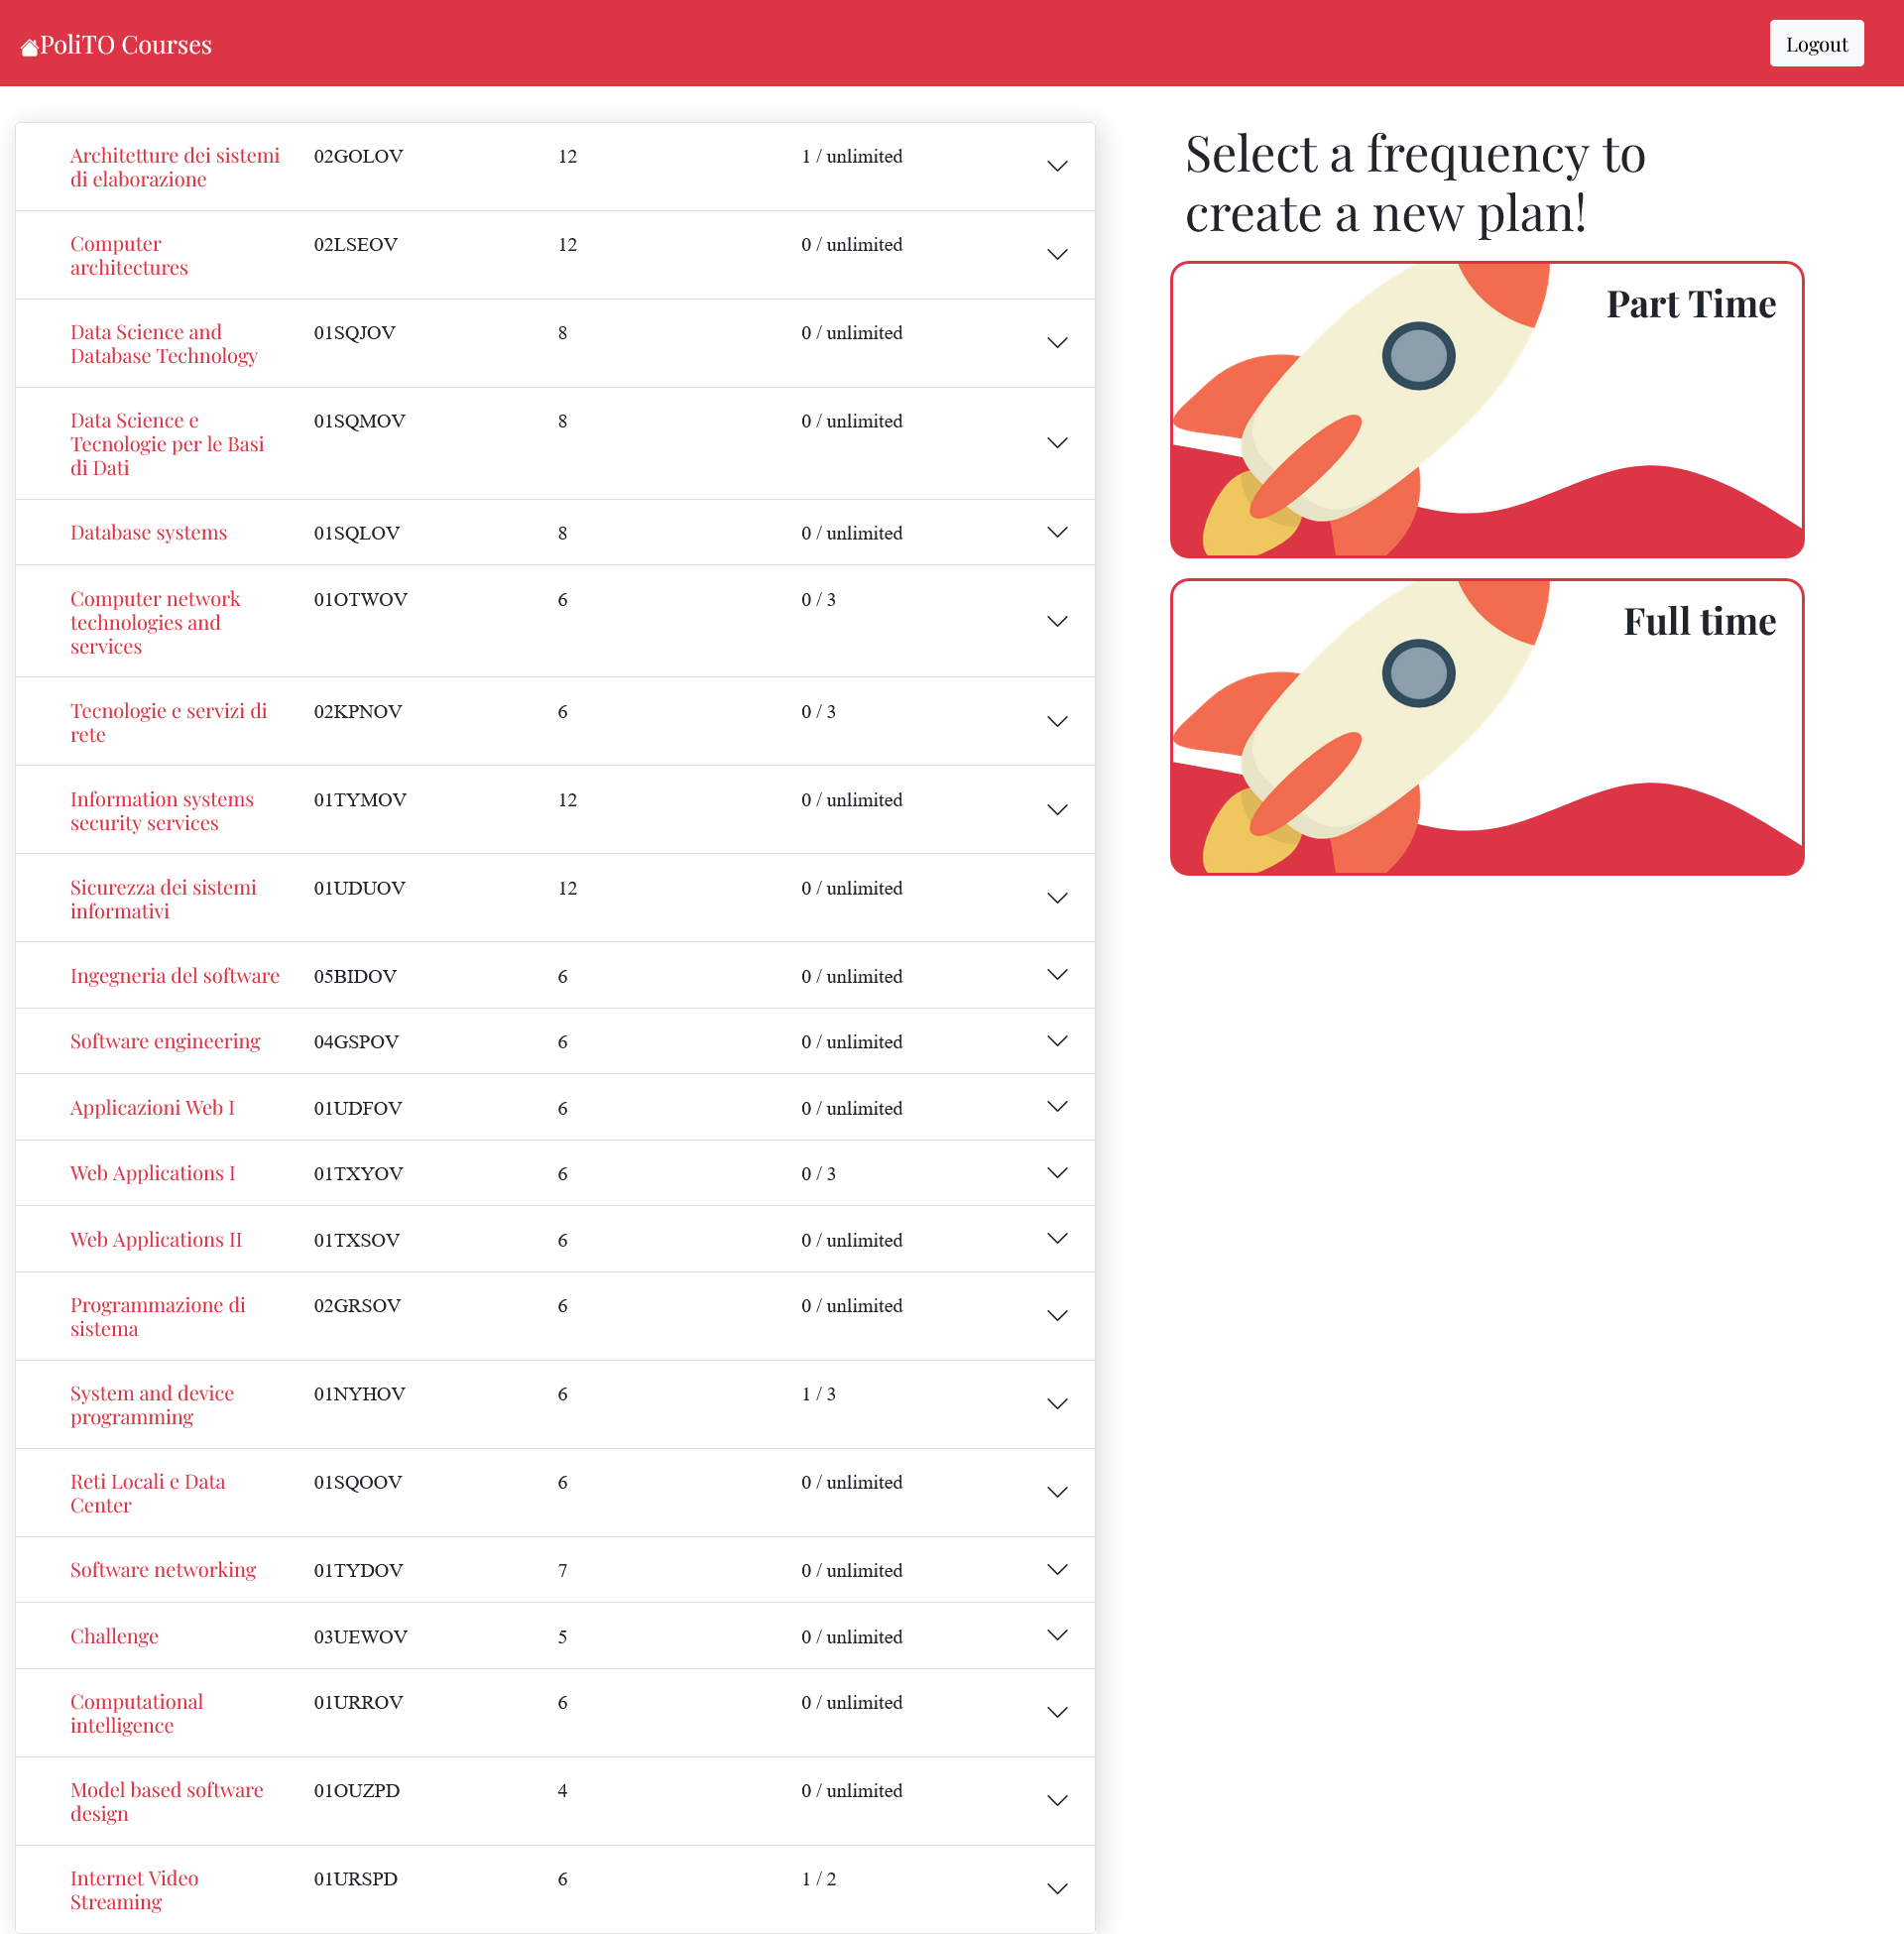 PoliTO Courses
Logout
Architetture dei sistemi di elaborazione 02GOLOV 12 1 / unlimited
Computer architectures 02LSEOV 12 0 / unlimited
Data Science and Database Technology 01SQJOV 8 0 / unlimited
Data Science e Tecnologie per le Basi di Dati 01SQMOV 8 0 / unlimited
Database systems 01SQLOV 8 0 / unlimited
Computer network technologies and services 01OTWOV 6 0 / 3
Tecnologie e servizi di rete 02KPNOV 6 0 / 3
Information systems security services 01TYMOV 12 0 / unlimited
Sicurezza dei sistemi informativi 01UDUOV 12 0 / unlimited
Ingegneria del software 05BIDOV 6 0 / unlimited
Software engineering 04GSPOV 6 0 / unlimited
Applicazioni Web I 01UDFOV 6 0 / unlimited
Web Applications I 01TXYOV 6 0 / 3
Web Applications II 01TXSOV 6 0 / unlimited
Programmazione di sistema 02GRSOV 6 0 / unlimited
System and device programming 01NYHOV 6 1 / 3
Reti Locali e Data Center 01SQOOV 6 0 / unlimited
Software networking 01TYDOV 7 0 / unlimited
Challenge 03UEWOV 5 0 / unlimited
Computational intelligence 01URROV 6 0 / unlimited
Model based software design 01OUZPD 4 0 / unlimited
Internet Video Streaming 01URSPD 6 1 / 2
Select a frequency to
create a new plan!
Part Time
Full time